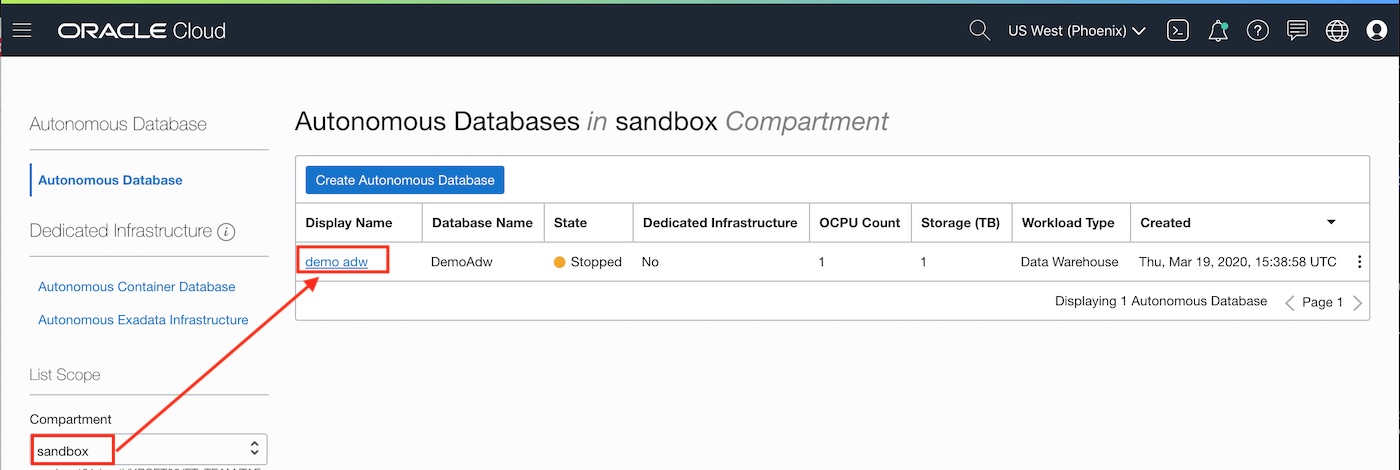 ORACLE Cloud
US West (Phoenix)
Autonomous Database
Autonomous Database
Dedicated Infrastructure
Autonomous Container Database
Autonomous Exadata Infrastructure
List Scope
Compartment
sandbox
Autonomous Databases in sandbox Compartment
Create Autonomous Database
Display Name Database Name State Dedicated Infrastructure OCPU Count Storage (TB) Workload Type Created
demo adw DemoAdw Stopped No 1 1 Data Warehouse Thu, Mar 19, 2020, 15:38:58 UTC
Displaying 1 Autonomous Database Page 1